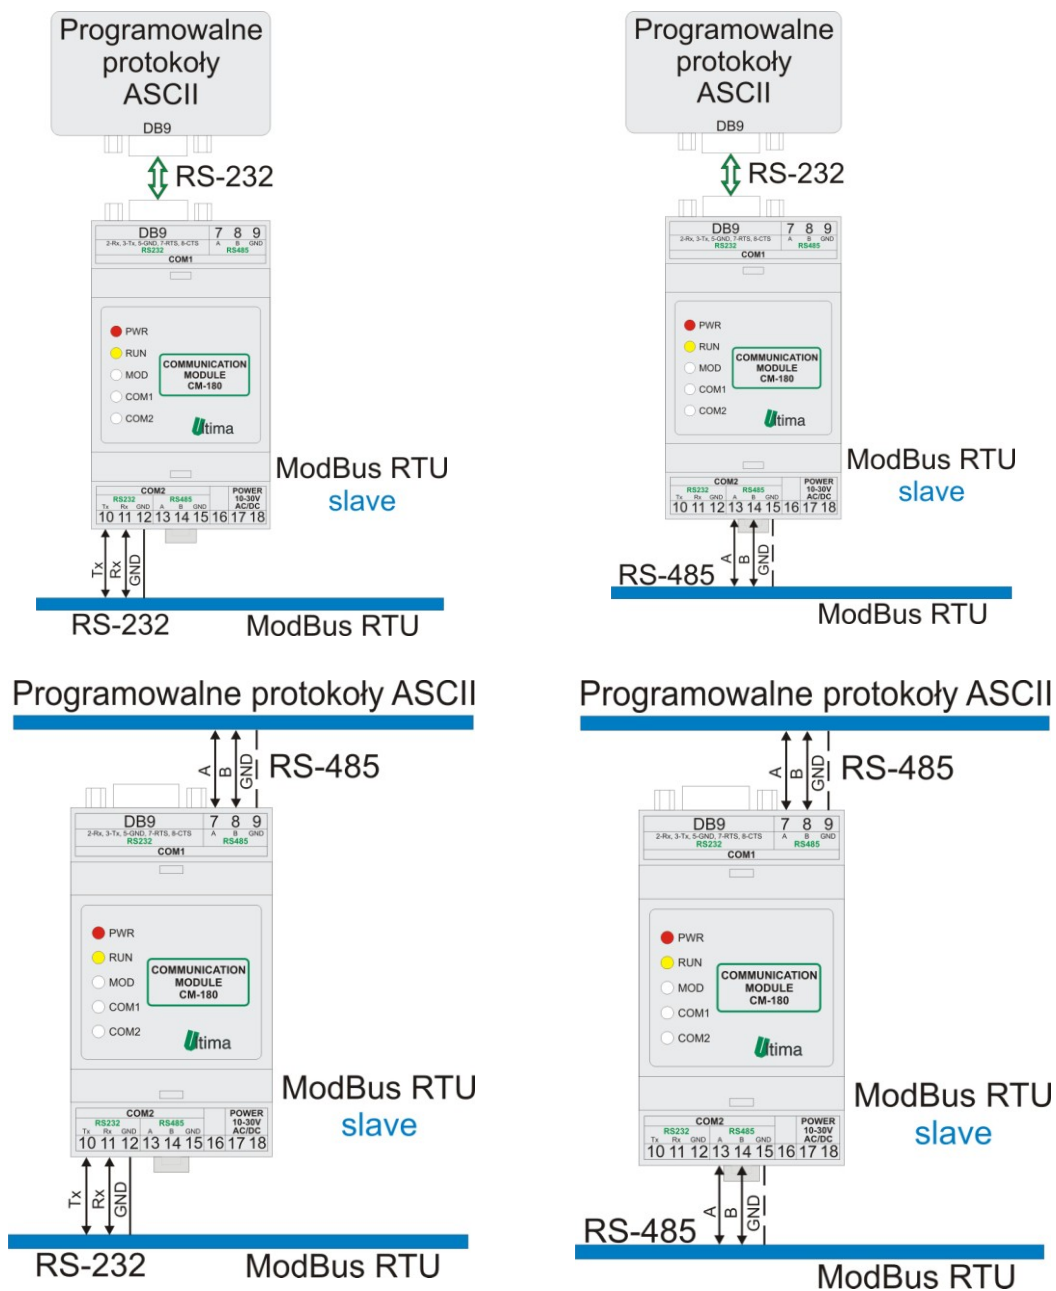 Programowalne
protokoły
ASCII
DB9
RS-232
DB9 7 8 9
2-Rx, 3-Tx, 5-GND, 7-RTS, 8-CTS A B GND
RS232 RS485
COM1
PWR
RUN
MOD
COM1
COM2
COMMUNICATION
MODULE
CM-180
Ultima
ModBus RTU
slave
COM2 POWER
RS232 RS485 10-30V
Tx Rx GND A B GND AC/DC
10 11 12 13 14 15 16 17 18
Tx Rx GND
RS-232 ModBus RTU
Programowalne
protokoły
ASCII
DB9
RS-232
DB9 7 8 9
2-Rx, 3-Tx, 5-GND, 7-RTS, 8-CTS A B GND
RS232 RS485
COM1
PWR
RUN
MOD
COM1
COM2
COMMUNICATION
MODULE
CM-180
Ultima
ModBus RTU
slave
COM2 POWER
RS232 RS485 10-30V
Tx Rx GND A B GND AC/DC
10 11 12 13 14 15 16 17 18
A B GND
RS-485
ModBus RTU
Programowalne protokoły ASCII
A B GND
RS-485
DB9 7 8 9
2-Rx, 3-Tx, 5-GND, 7-RTS, 8-CTS A B GND
RS232 RS485
COM1
PWR
RUN
MOD
COM1
COM2
COMMUNICATION
MODULE
CM-180
Ultima
ModBus RTU
slave
COM2 POWER
RS232 RS485 10-30V
Tx Rx GND A B GND AC/DC
10 11 12 13 14 15 16 17 18
Tx Rx GND
RS-232 ModBus RTU
Programowalne protokoły ASCII
A B GND
RS-485
DB9 7 8 9
2-Rx, 3-Tx, 5-GND, 7-RTS, 8-CTS A B GND
RS232 RS485
COM1
PWR
RUN
MOD
COM1
COM2
COMMUNICATION
MODULE
CM-180
Ultima
ModBus RTU
slave
COM2 POWER
RS232 RS485 10-30V
Tx Rx GND A B GND AC/DC
10 11 12 13 14 15 16 17 18
A B GND
RS-485
ModBus RTU